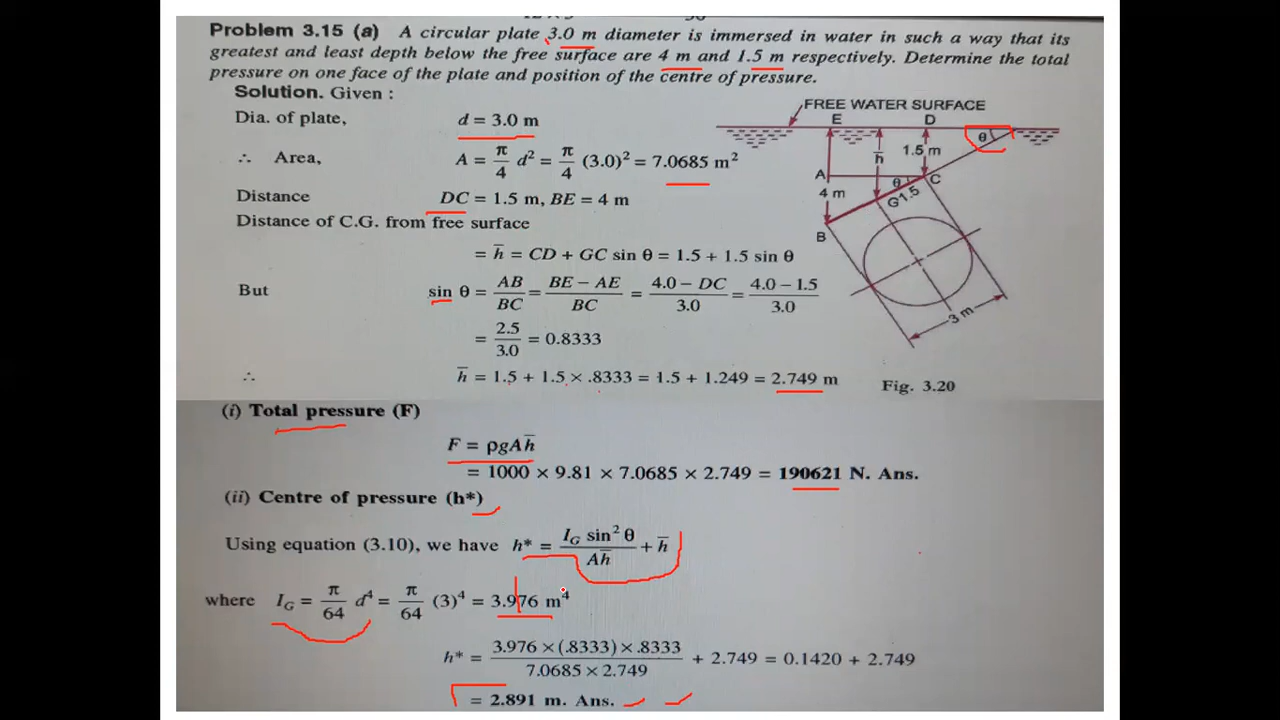 Problem 3.15 (a) A circular plate 3.0 m diameter is immersed in water in such a way that its
greatest and least depth below the free surface are 4 m and 1.5 m respectively. Determine the total
pressure on one face of the plate and position of the centre of pressure.
Solution. Given :
Dia. of plate, d = 3.0 m
∴ Area, A = π/4 d² = π/4 (3.0)² = 7.0685 m²
Distance DC = 1.5 m, BE = 4 m
Distance of C.G. from free surface
= h̄ = CD + GC sin θ = 1.5 + 1.5 sin θ
But sin θ = AB/BC = (BE − AE)/BC = (4.0 − DC)/3.0 = (4.0 − 1.5)/3.0
= 2.5/3.0 = 0.8333
∴ h̄ = 1.5 + 1.5 × .8333 = 1.5 + 1.249 = 2.749 m
FREE WATER SURFACE
E D
θ
h̄ 1.5 m
A θ C
4 m G 1.5
B
3 m
Fig. 3.20
(i) Total pressure (F)
F = ρgAh̄
= 1000 × 9.81 × 7.0685 × 2.749 = 190621 N. Ans.
(ii) Centre of pressure (h*)
Using equation (3.10), we have h* = I_G sin² θ/Ah̄ + h̄
where I_G = π/64 d⁴ = π/64 (3)⁴ = 3.976 m⁴
h* = 3.976 × (.8333) × .8333/7.0685 × 2.749 + 2.749 = 0.1420 + 2.749
= 2.891 m. Ans.